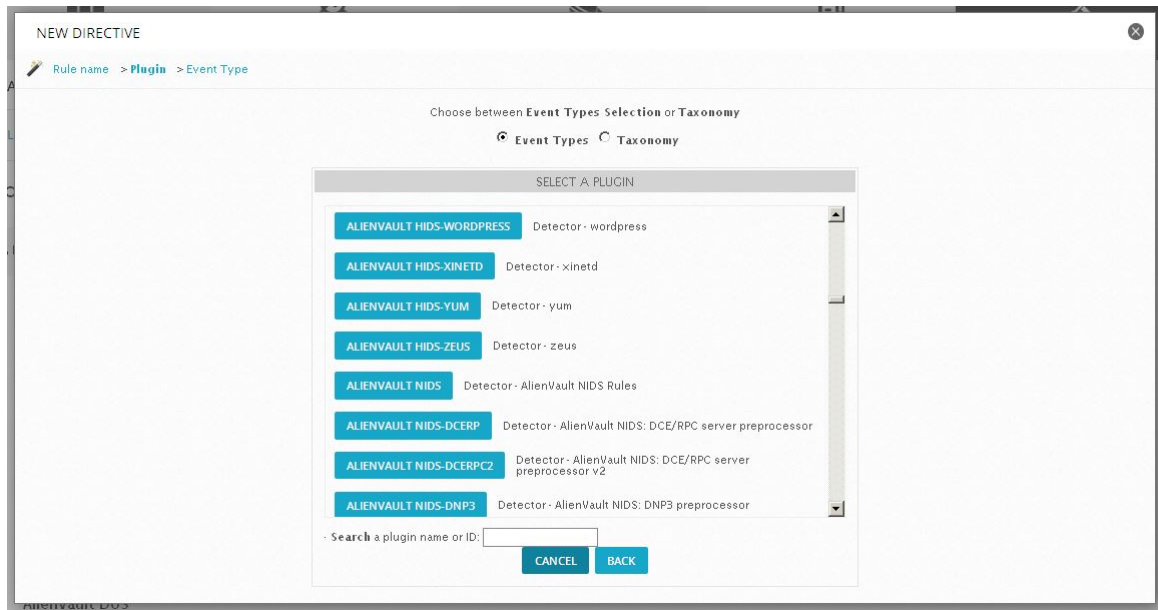 NEW DIRECTIVE
Rule name > Plugin > Event Type
Choose between Event Types Selection or Taxonomy
Event Types Taxonomy
SELECT A PLUGIN
ALIENVAULT HIDS-WORDPRESS Detector - wordpress
ALIENVAULT HIDS-XINETD Detector - xinetd
ALIENVAULT HIDS-YUM Detector - yum
ALIENVAULT HIDS-ZEUS Detector - zeus
ALIENVAULT NIDS Detector - AlienVault NIDS Rules
ALIENVAULT NIDS-DCERP Detector - AlienVault NIDS: DCE/RPC server preprocessor
ALIENVAULT NIDS-DCERPC2 Detector - AlienVault NIDS: DCE/RPC server
preprocessor v2
ALIENVAULT NIDS-DNP3 Detector - AlienVault NIDS: DNP3 preprocessor
- Search a plugin name or ID:
CANCEL BACK